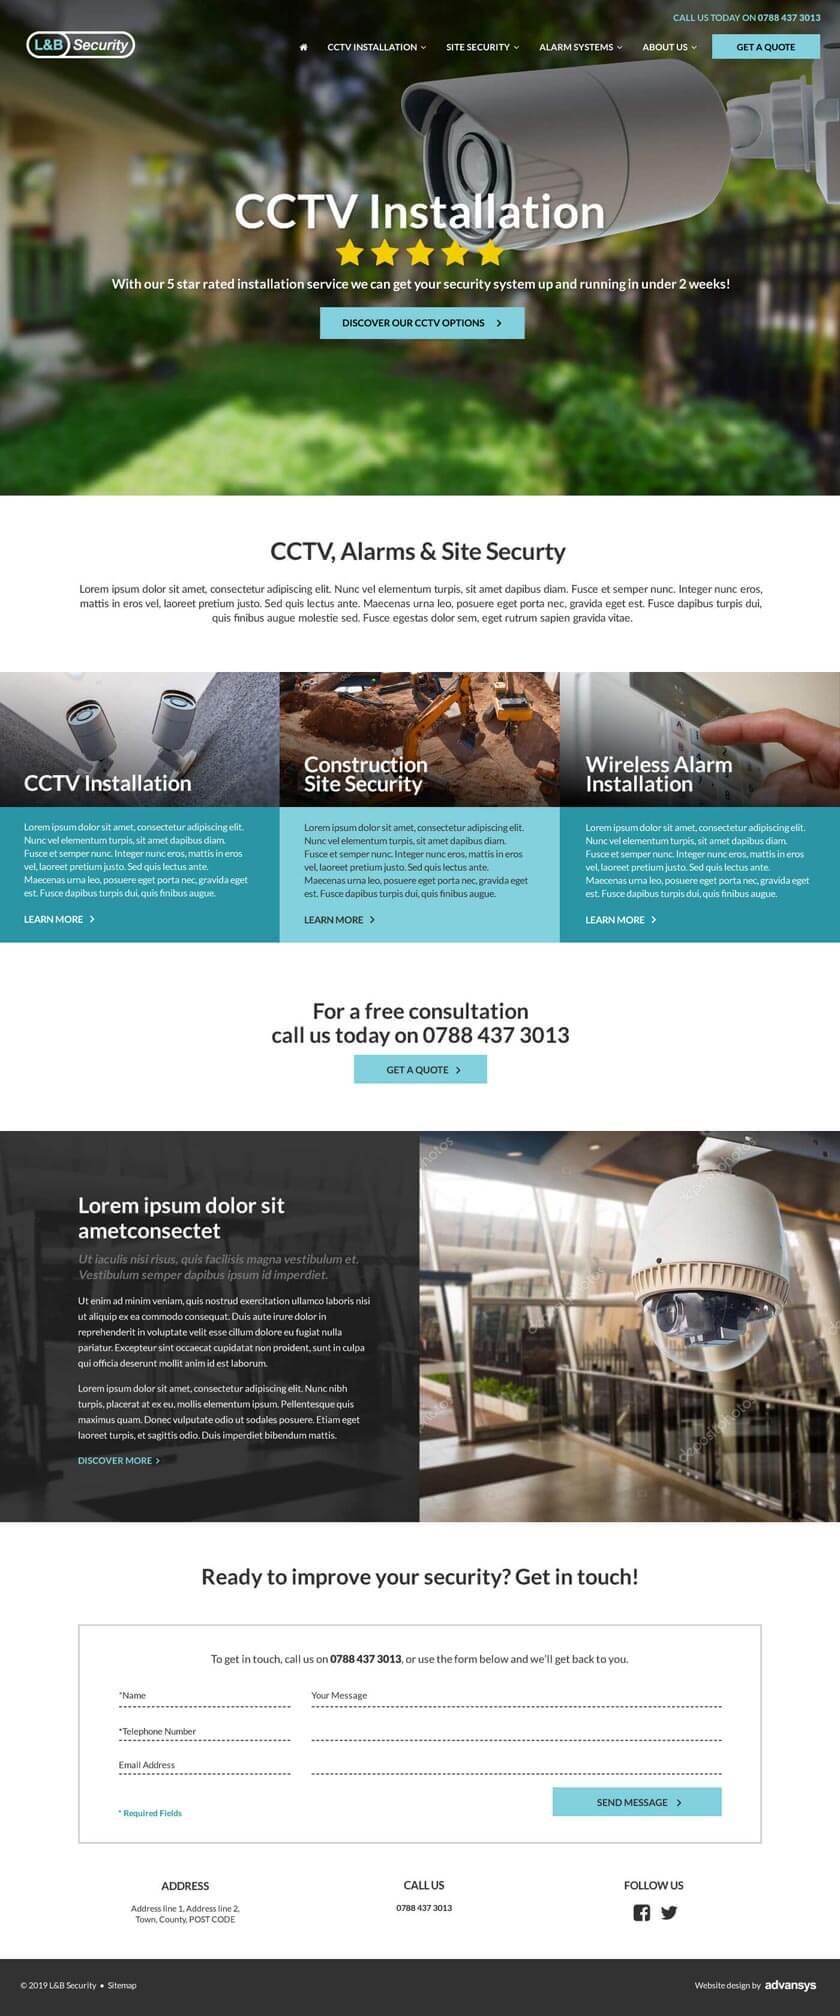 CALL US TODAY ON 0788 437 3013
L&B Security
CCTV INSTALLATION
SITE SECURITY
ALARM SYSTEMS
ABOUT US
GET A QUOTE
CCTV Installation
With our 5 star rated installation service we can get your security system up and running in under 2 weeks!
DISCOVER OUR CCTV OPTIONS
CCTV, Alarms & Site Securty
Lorem ipsum dolor sit amet, consectetur adipiscing elit. Nunc vel elementum turpis, sit amet dapibus diam. Fusce et semper nunc. Integer nunc eros,
mattis in eros vel, laoreet pretium justo. Sed quis lectus ante. Maecenas urna leo, posuere eget porta nec, gravida eget est. Fusce dapibus turpis dui,
quis finibus augue molestie sed. Fusce egestas dolor sem, eget rutrum sapien gravida vitae.
CCTV Installation
Lorem ipsum dolor sit amet, consectetur adipiscing elit.
Nunc vel elementum turpis, sit amet dapibus diam.
Fusce et semper nunc. Integer nunc eros, mattis in eros
vel, laoreet pretium justo. Sed quis lectus ante.
Maecenas urna leo, posuere eget porta nec, gravida eget
est. Fusce dapibus turpis dui, quis finibus augue.
LEARN MORE
Construction
Site Security
Lorem ipsum dolor sit amet, consectetur adipiscing elit.
Nunc vel elementum turpis, sit amet dapibus diam.
Fusce et semper nunc. Integer nunc eros, mattis in eros
vel, laoreet pretium justo. Sed quis lectus ante.
Maecenas urna leo, posuere eget porta nec, gravida eget
est. Fusce dapibus turpis dui, quis finibus augue.
LEARN MORE
Wireless Alarm
Installation
Lorem ipsum dolor sit amet, consectetur adipiscing elit.
Nunc vel elementum turpis, sit amet dapibus diam.
Fusce et semper nunc. Integer nunc eros, mattis in eros
vel, laoreet pretium justo. Sed quis lectus ante.
Maecenas urna leo, posuere eget porta nec, gravida eget
est. Fusce dapibus turpis dui, quis finibus augue.
LEARN MORE
For a free consultation
call us today on 0788 437 3013
GET A QUOTE
Lorem ipsum dolor sit
ametconsectet
Ut iaculis nisi risus, quis facilisis magna vestibulum et.
Vestibulum semper dapibus ipsum id imperdiet.
Ut enim ad minim veniam, quis nostrud exercitation ullamco laboris nisi
ut aliquip ex ea commodo consequat. Duis aute irure dolor in
reprehenderit in voluptate velit esse cillum dolore eu fugiat nulla
pariatur. Excepteur sint occaecat cupidatat non proident, sunt in culpa
qui officia deserunt mollit anim id est laborum.
Lorem ipsum dolor sit amet, consectetur adipiscing elit. Nunc nibh
turpis, placerat at ex eu, mollis elementum ipsum. Pellentesque quis
maximus quam. Donec vulputate odio ut sodales posuere. Etiam eget
laoreet turpis, et sagittis odio. Duis imperdiet bibendum mattis.
DISCOVER MORE
depositphotos
Ready to improve your security? Get in touch!
To get in touch, call us on 0788 437 3013, or use the form below and we'll get back to you.
*Name
Your Message
*Telephone Number
Email Address
SEND MESSAGE
* Required Fields
ADDRESS
Address line 1, Address line 2,
Town, County, POST CODE
CALL US
0788 437 3013
FOLLOW US
© 2019 L&B Security • Sitemap
Website design by advansys